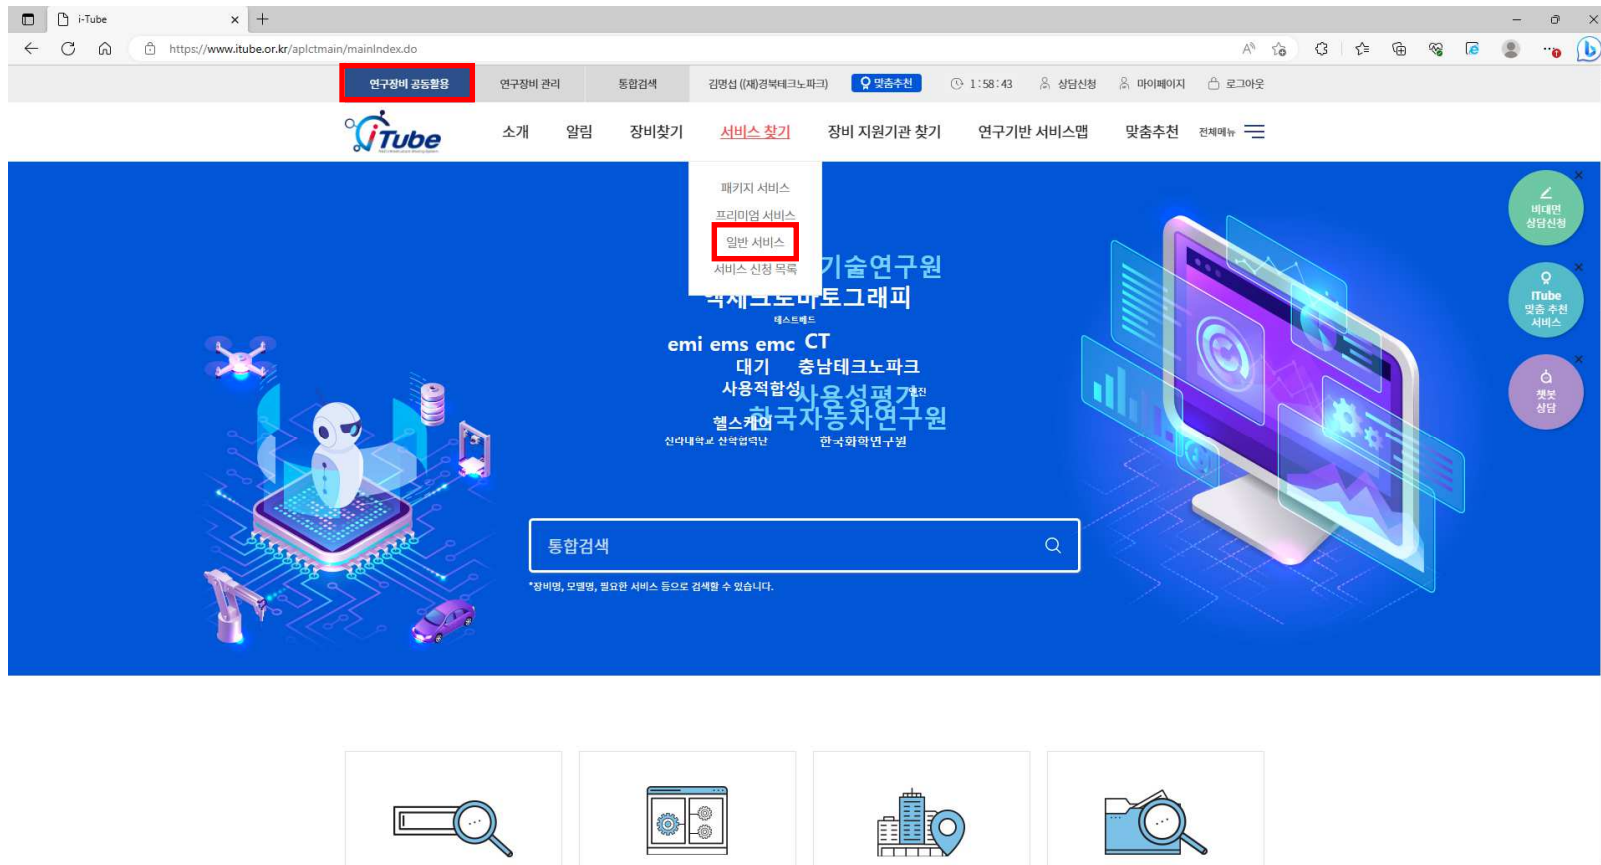 i-Tube
https://www.itube.or.kr/aplctmain/mainIndex.do
연구장비 공동활용 연구장비 관리 통합검색 김명섭 ((재)경북테크노파크) 맞춤추천 1:58:43 상담신청 마이페이지 로그아웃
iTube 소개 알림 장비찾기 서비스 찾기 장비 지원기관 찾기 연구기반 서비스맵 맞춤추천 전체메뉴
패키지 서비스
프리미엄 서비스
일반 서비스
서비스 신청 목록
기술연구원
액체크로마토그래피
테스트베드
emi ems emc CT
대기 충남테크노파크
사용적합성
사용성평가
헬스케어
한국자동차연구원
신라대학교 산학협력단 한국화학연구원
통합검색
*장비명, 모델명, 필요한 서비스 등으로 검색할 수 있습니다.
비대면
상담신청
ITube
맞춤 추천
서비스
챗봇
상담